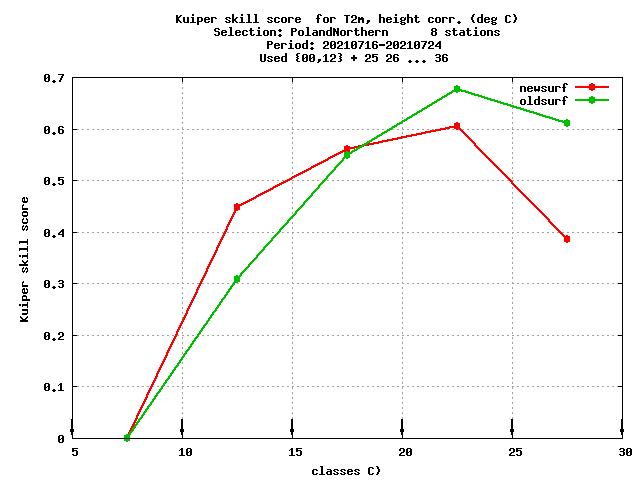 Kuiper skill score  for T2m, height corr. (deg C)
Selection: PolandNorthern      8 stations
Period: 20210716-20210724
Used {00,12} + 25 26 ... 36
newsurf
oldsurf
0.7
0.6
0.5
0.4
0.3
0.2
0.1
0
Kuiper skill score
5 10 15 20 25 30
classes C)